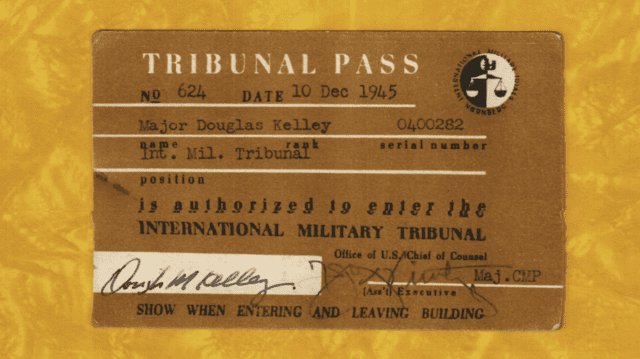 TRIBUNAL PASS
No 624 DATE 10 Dec 1945
Major Douglas Kelley 0400282
name rank serial number
Int. Mil. Tribunal
position
is authorized to enter the
INTERNATIONAL MILITARY TRIBUNAL
Office of U.S. Chief of Counsel
Douglas M Kelley Maj. CMP
(Ass't) Executive
SHOW WHEN ENTERING AND LEAVING BUILDING
INTERNATIONAL MILITARY